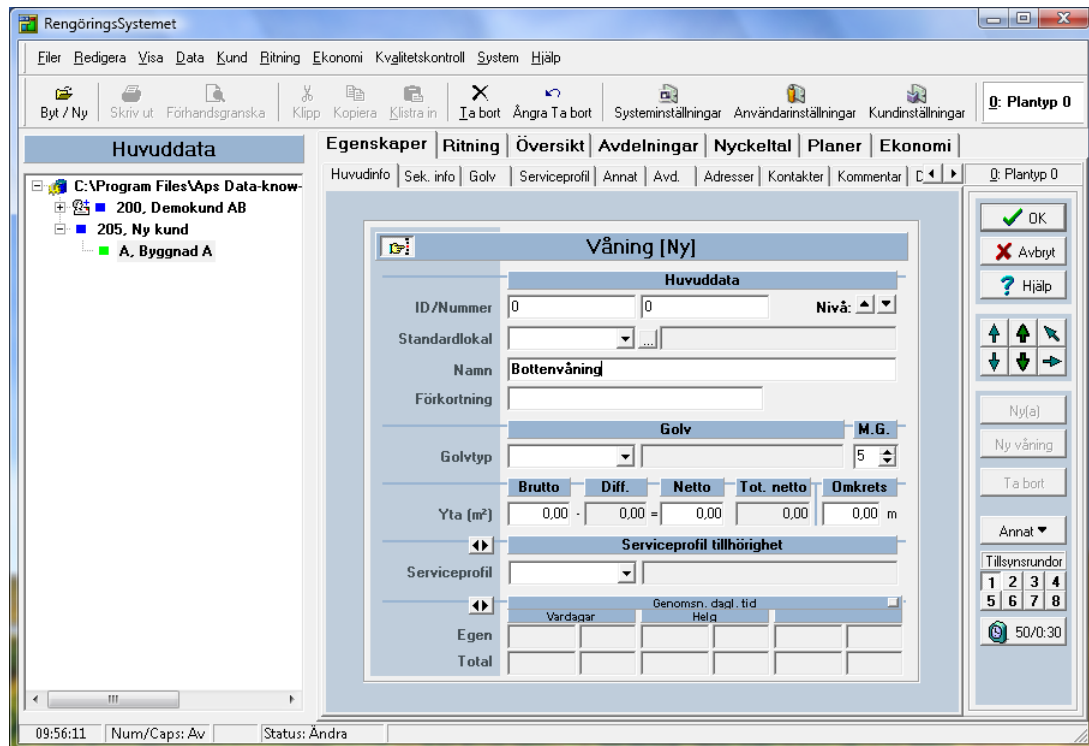 RengöringsSystemet
Filer Redigera Visa Data Kund Ritning Ekonomi Kvalitetskontroll System Hjälp
Byt / Ny Skriv ut Förhandsgranska Klipp Kopiera Klistra in Ta bort Ångra Ta bort Systeminställningar Användarinställningar Kundinställningar 0: Plantyp 0
Huvuddata
C:\Program Files\Aps Data-know-
200, Demokund AB
205, Ny kund
A, Byggnad A
Egenskaper Ritning Översikt Avdelningar Nyckeltal Planer Ekonomi
Huvudinfo Sek. info Golv Serviceprofil Annat Avd. Adresser Kontakter Kommentar
Våning [Ny]
Huvuddata
ID/Nummer 0 0 Nivå:
Standardlokal ...
Namn Bottenvåning
Förkortning
Golv M.G.
Golvtyp 5
Brutto Diff. Netto Tot. netto Omkrets
Yta (m²) 0,00 - 0,00 = 0,00 0,00 0,00 m
Serviceprofil tillhörighet
Serviceprofil
Genomsn. dagl. tid
Vardagar Helg
Egen
Total
0: Plantyp 0
OK
Avbryt
Hjälp
Ny(a)
Ny våning
Ta bort
Annat
Tillsynsrundor
1 2 3 4
5 6 7 8
50/0:30
09:56:11 Num/Caps: Av Status: Ändra